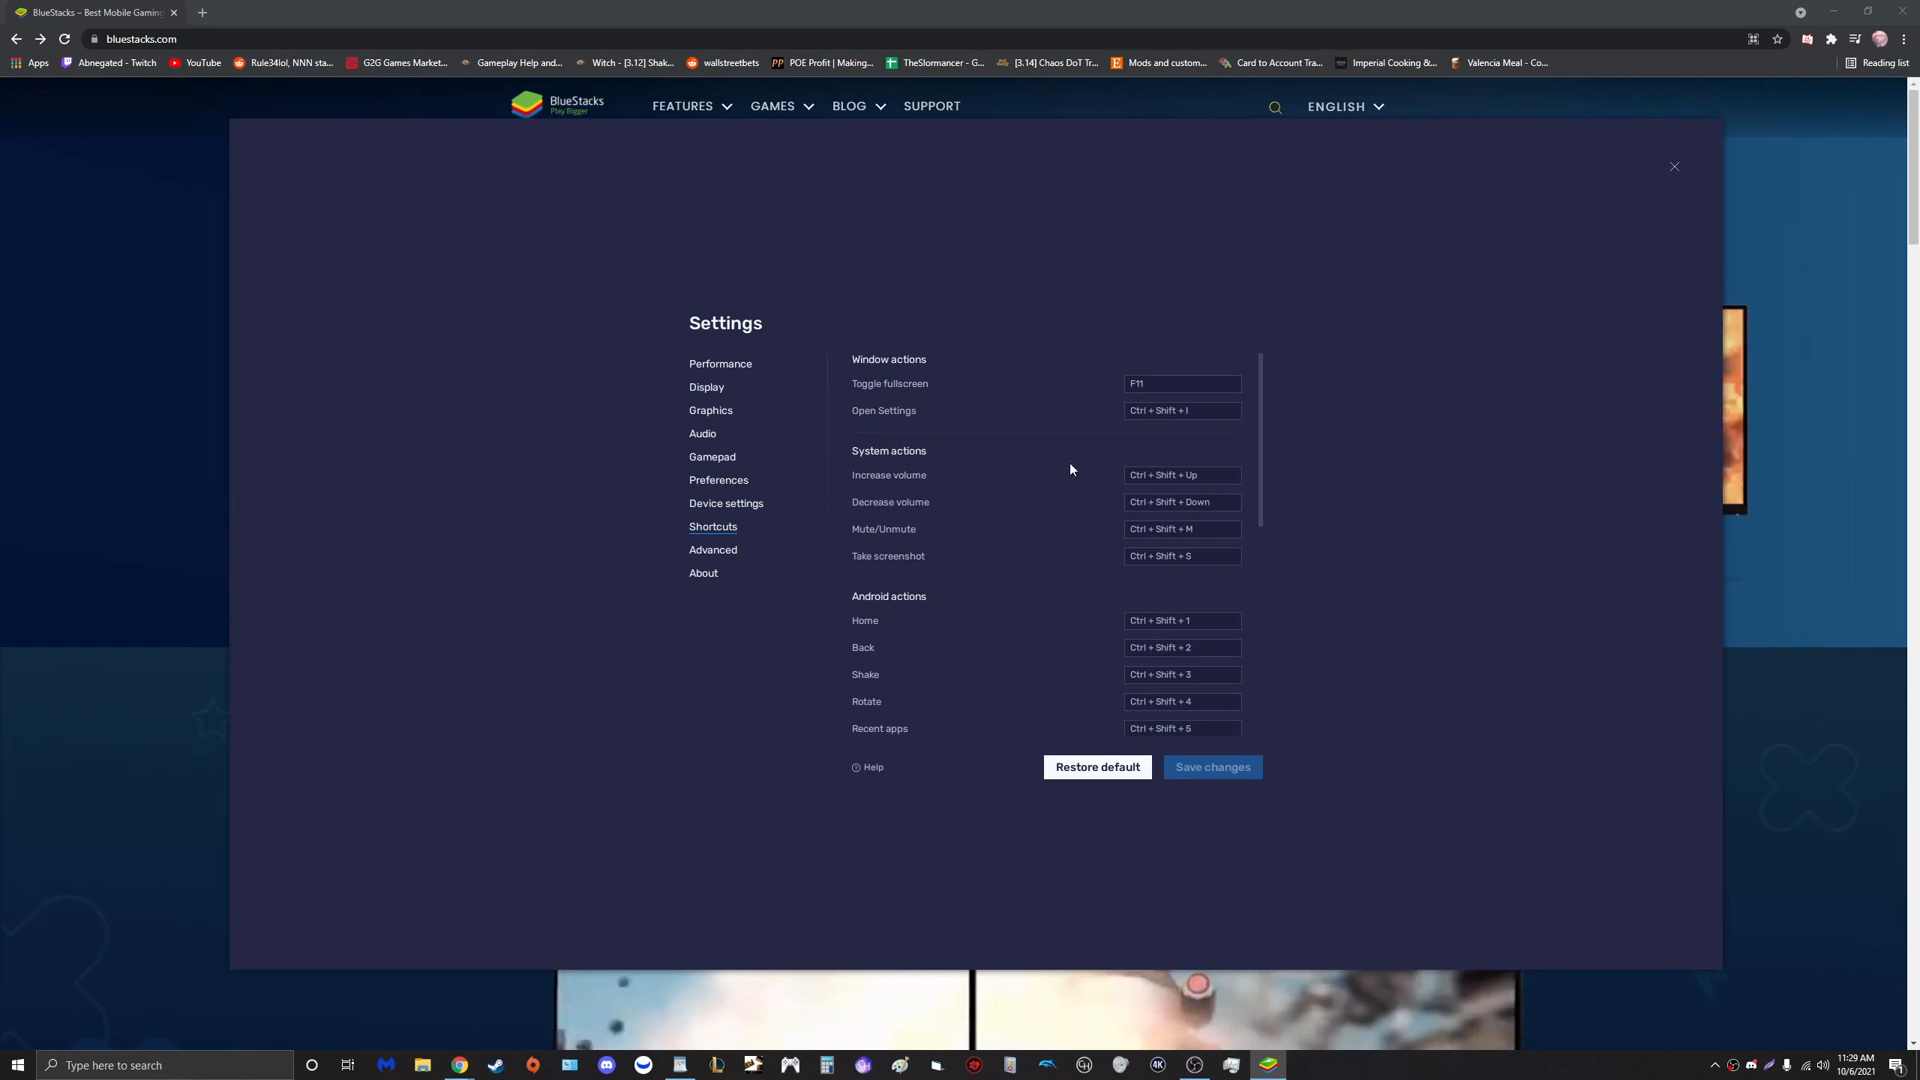 BlueStacks – Best Mobile Gaming
bluestacks.com
Apps
Abnegated - Twitch
YouTube
Rule34lol, NNN sta...
G2G Games Market...
Gameplay Help and...
Witch - [3.12] Shak...
wallstreetbets
POE Profit | Making...
TheSlormancer - G...
[3.14] Chaos DoT Tr...
Mods and custom...
Card to Account Tra...
Imperial Cooking &...
Valencia Meal - Co...
Reading list
BlueStacks
Play Bigger
FEATURES
GAMES
BLOG
SUPPORT
ENGLISH
Settings
Performance
Display
Graphics
Audio
Gamepad
Preferences
Device settings
Shortcuts
Advanced
About
Window actions
Toggle fullscreen F11
Open Settings Ctrl + Shift + I
System actions
Increase volume Ctrl + Shift + Up
Decrease volume Ctrl + Shift + Down
Mute/Unmute Ctrl + Shift + M
Take screenshot Ctrl + Shift + S
Android actions
Home Ctrl + Shift + 1
Back Ctrl + Shift + 2
Shake Ctrl + Shift + 3
Rotate Ctrl + Shift + 4
Recent apps Ctrl + Shift + 5
Help
Restore default
Save changes
Type here to search
11:29 AM
10/6/2021